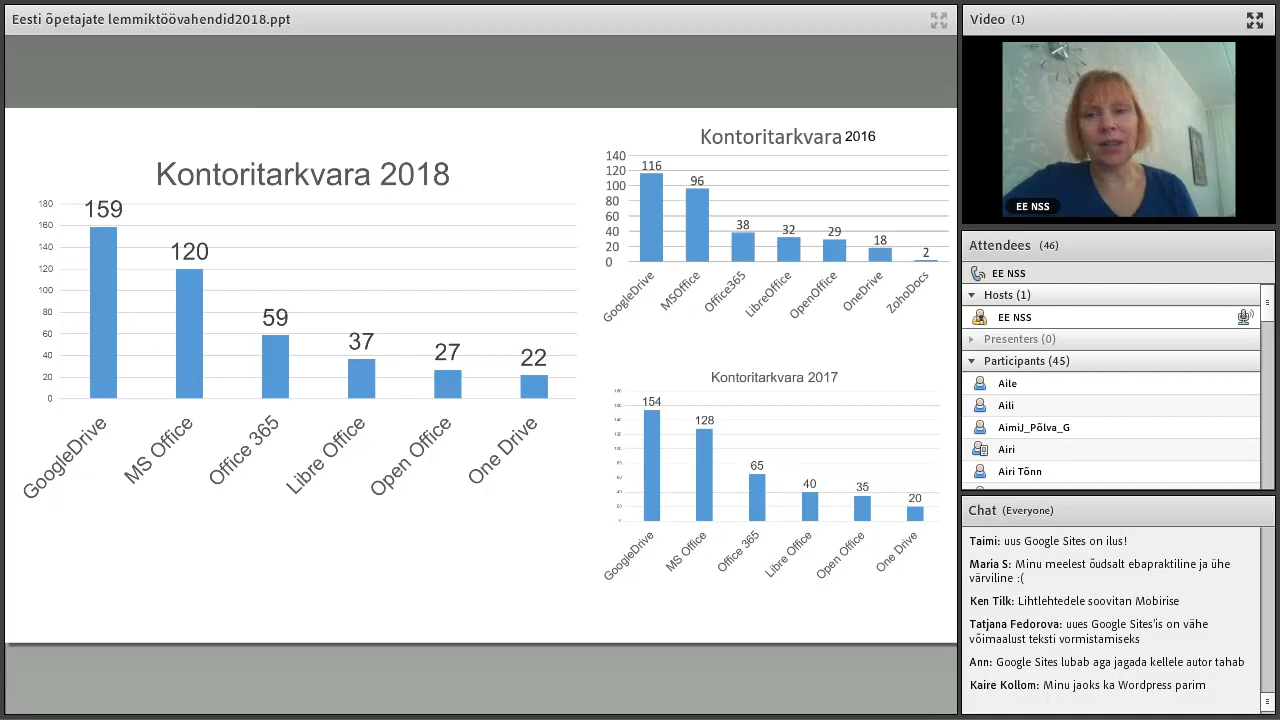 Eesti õpetajate lemmiktöövahendid2018.ppt
Kontoritarkvara 2018
180
160
140
120
100
80
60
40
20
0
159
120
59
37
27
22
GoogleDrive
MS Office
Office 365
Libre Office
Open Office
One Drive
Kontoritarkvara 2016
140
120
100
80
60
40
20
0
116
96
38
32
29
18
2
GoogleDrive
MSOffice
Office365
LibreOffice
OpenOffice
OneDrive
ZohoDocs
Kontoritarkvara 2017
154
128
65
40
35
20
GoogleDrive
MS Office
Office 365
Libre Office
Open Office
One Drive
Video (1)
EE NSS
Attendees (46)
EE NSS
Hosts (1)
EE NSS
Presenters (0)
Participants (45)
Aile
Aili
AimiJ_Põlva_G
Airi
Airi Tõnn
Chat (Everyone)
Taimi: uus Google Sites on ilus!
Maria S: Minu meelest õudsalt ebapraktiline ja ühe
värviline :(
Ken Tilk: Lihtlehtedele soovitan Mobirise
Tatjana Fedorova: uues Google Sites'is on vähe
võimaalust teksti vormistamiseks
Ann: Google Sites lubab aga jagada kellele autor tahab
Kaire Kollom: Minu jaoks ka Wordpress parim